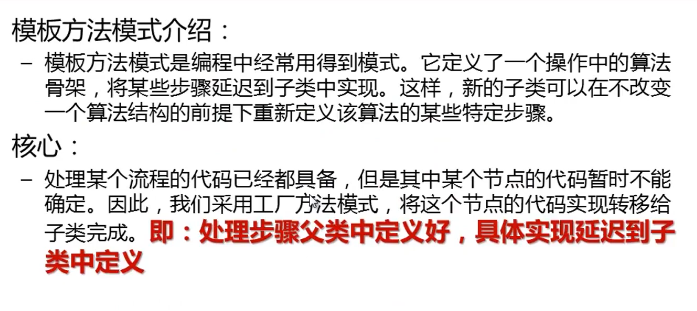 模板方法模式介绍：
– 模板方法模式是编程中经常用得到模式。它定义了一个操作中的算法
骨架，将某些步骤延迟到子类中实现。这样，新的子类可以在不改变
一个算法结构的前提下重新定义该算法的某些特定步骤。
核心：
– 处理某个流程的代码已经都具备，但是其中某个节点的代码暂时不能
确定。因此，我们采用工厂方法模式，将这个节点的代码实现转移给
子类完成。即：处理步骤父类中定义好，具体实现延迟到子
类中定义